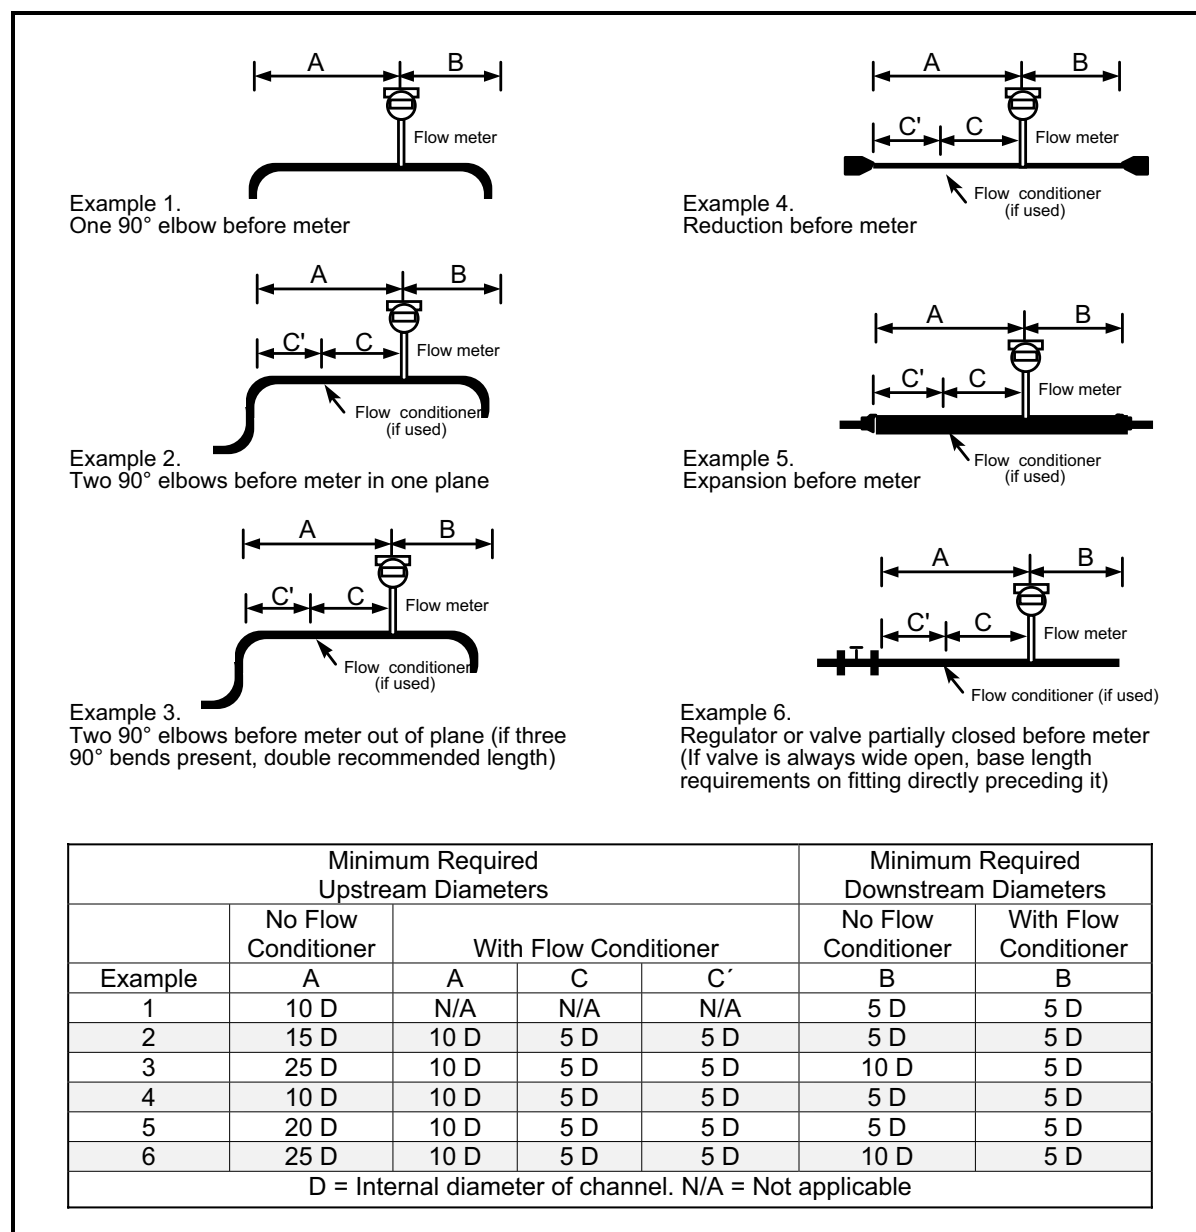 A B
Flow meter
Example 1.
One 90° elbow before meter
A B
C' C
Flow meter
Flow conditioner
(if used)
Example 2.
Two 90° elbows before meter in one plane
A B
C' C
Flow meter
Flow conditioner
(if used)
Example 3.
Two 90° elbows before meter out of plane (if three
90° bends present, double recommended length)
A B
C' C
Flow meter
Flow conditioner
(if used)
Example 4.
Reduction before meter
A B
C' C
Flow meter
Flow conditioner
(if used)
Example 5.
Expansion before meter
A B
C' C
Flow meter
Flow conditioner (if used)
Example 6.
Regulator or valve partially closed before meter
(If valve is always wide open, base length
requirements on fitting directly preceding it)
Minimum Required Minimum Required
Upstream Diameters Downstream Diameters
No Flow No Flow With Flow
Conditioner With Flow Conditioner Conditioner Conditioner
Example A A C C´ B B
1 10 D N/A N/A N/A 5 D 5 D
2 15 D 10 D 5 D 5 D 5 D 5 D
3 25 D 10 D 5 D 5 D 10 D 5 D
4 10 D 10 D 5 D 5 D 5 D 5 D
5 20 D 10 D 5 D 5 D 5 D 5 D
6 25 D 10 D 5 D 5 D 10 D 5 D
D = Internal diameter of channel. N/A = Not applicable